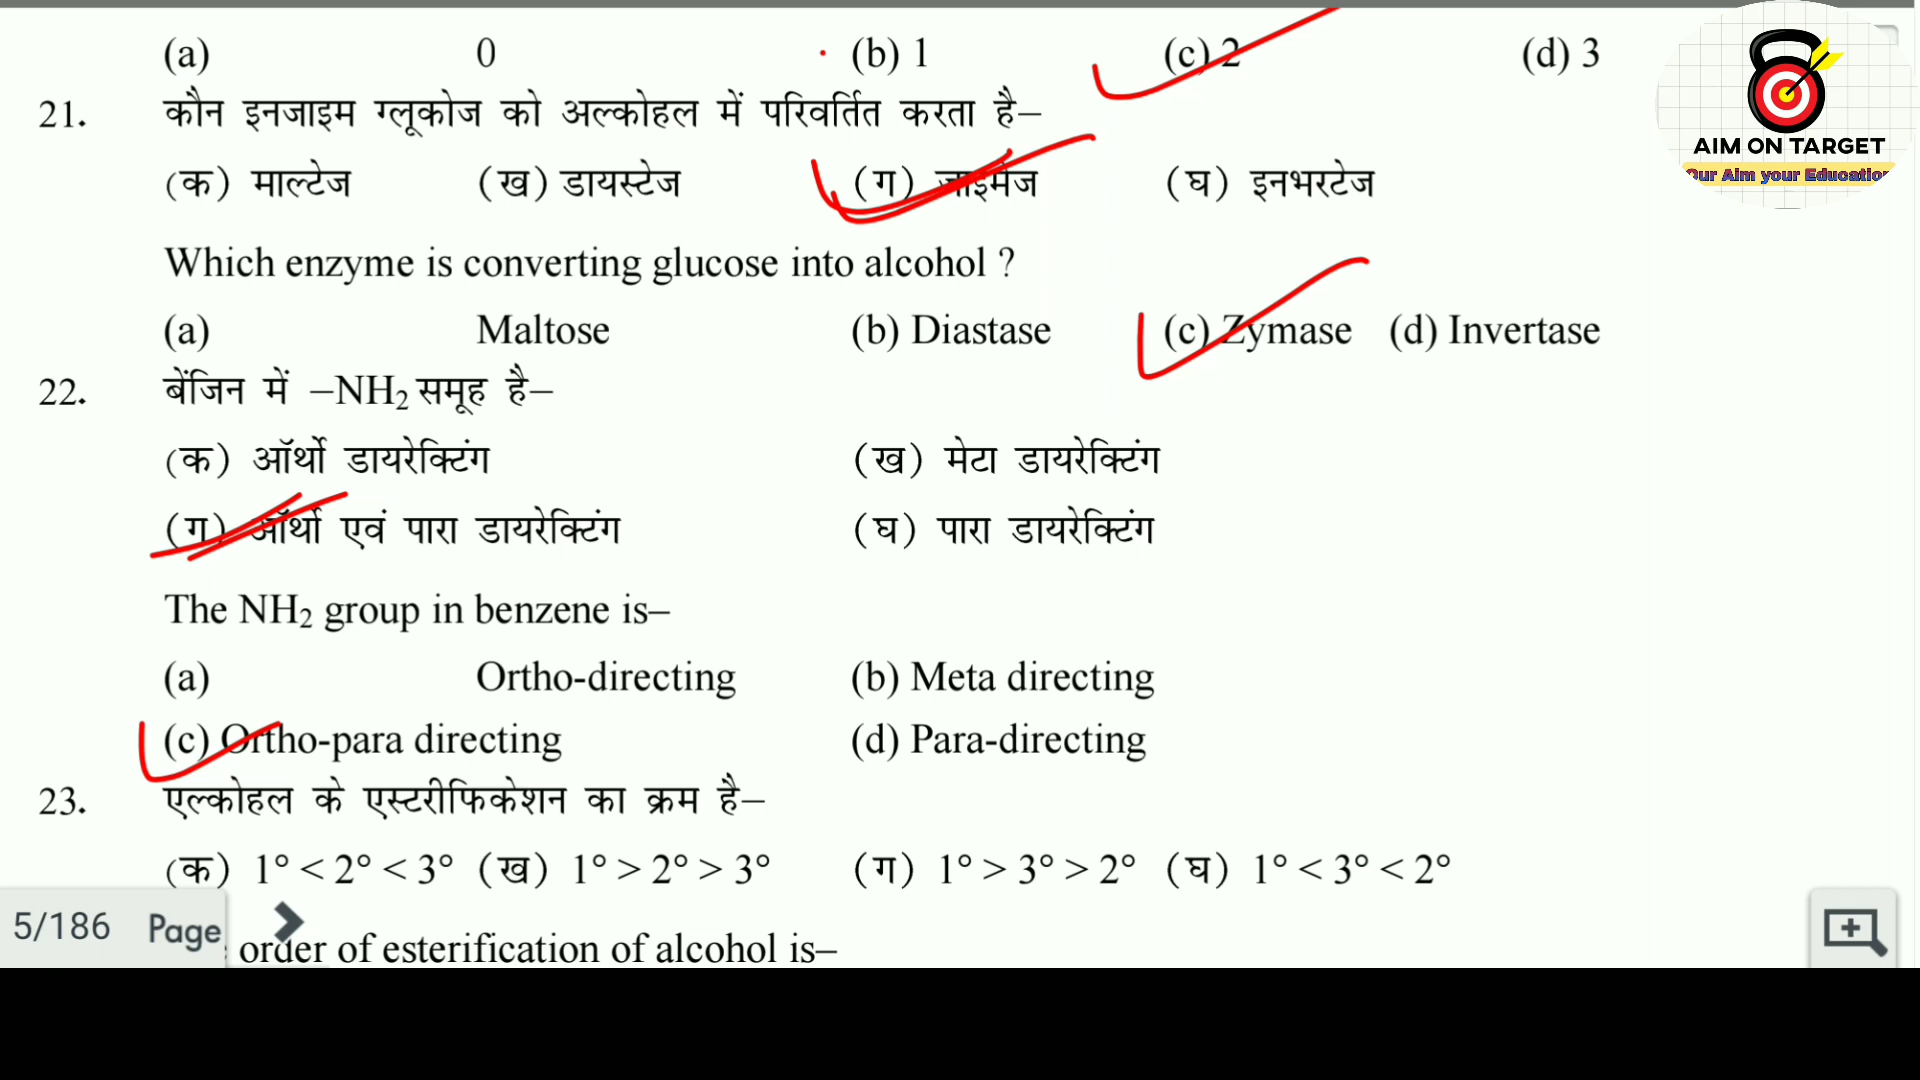 (a) 0 (b) 1 (c) 2 (d) 3
21. कौन इनजाइम ग्लूकोज को अल्कोहल में परिवर्तित करता है–
(क) माल्टेज (ख) डायस्टेज (ग) जाइमेज (घ) इनभरटेज
Which enzyme is converting glucose into alcohol ?
(a) Maltose (b) Diastase (c) Zymase (d) Invertase
22. बेंजिन में –NH₂ समूह है–
(क) ऑर्थो डायरेक्टिंग (ख) मेटा डायरेक्टिंग
(ग) ऑर्थो एवं पारा डायरेक्टिंग (घ) पारा डायरेक्टिंग
The NH₂ group in benzene is–
(a) Ortho-directing (b) Meta directing
(c) Ortho-para directing (d) Para-directing
23. एल्कोहल के एस्टरीफिकेशन का क्रम है–
(क) 1° < 2° < 3° (ख) 1° > 2° > 3° (ग) 1° > 3° > 2° (घ) 1° < 3° < 2°
order of esterification of alcohol is–
5/186 Page
AIM ON TARGET
Our Aim your Education